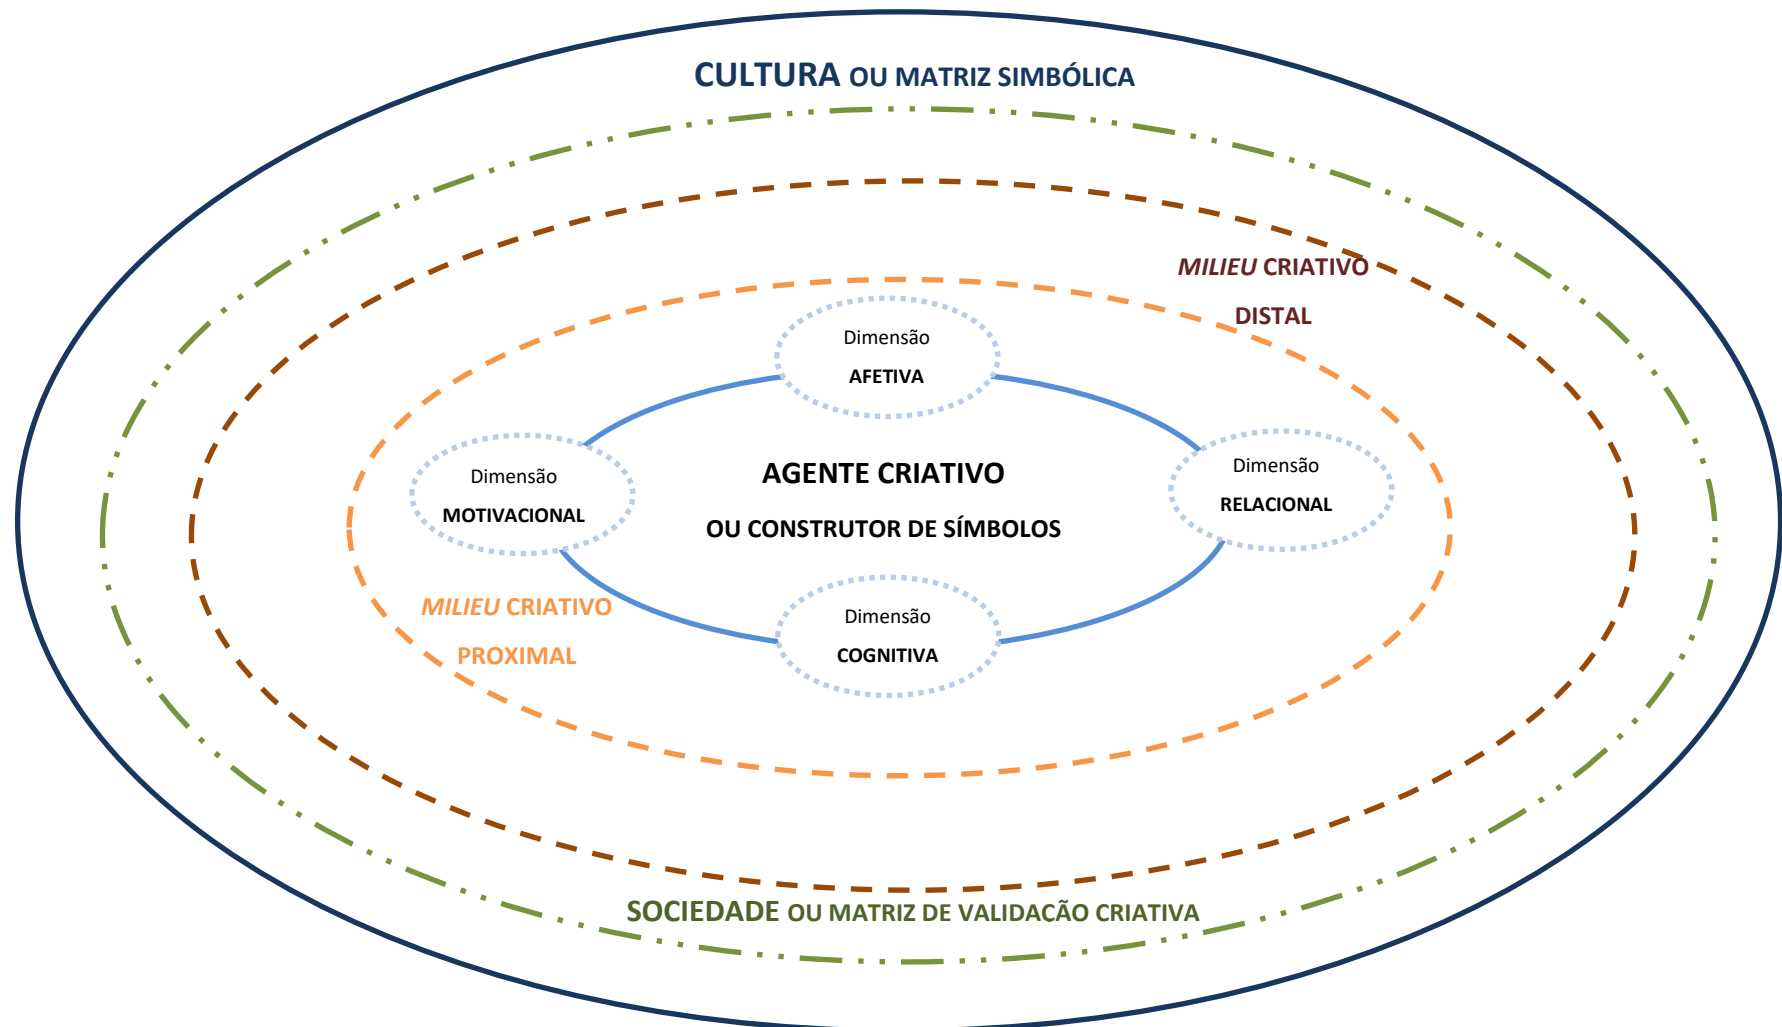 CULTURA OU MATRIZ SIMBÓLICA
MILIEU CRIATIVO
DISTAL
Dimensão
AFETIVA
Dimensão
MOTIVACIONAL
AGENTE CRIATIVO
OU CONSTRUTOR DE SÍMBOLOS
Dimensão
RELACIONAL
MILIEU CRIATIVO
PROXIMAL
Dimensão
COGNITIVA
SOCIEDADE OU MATRIZ DE VALIDAÇÃO CRIATIVA